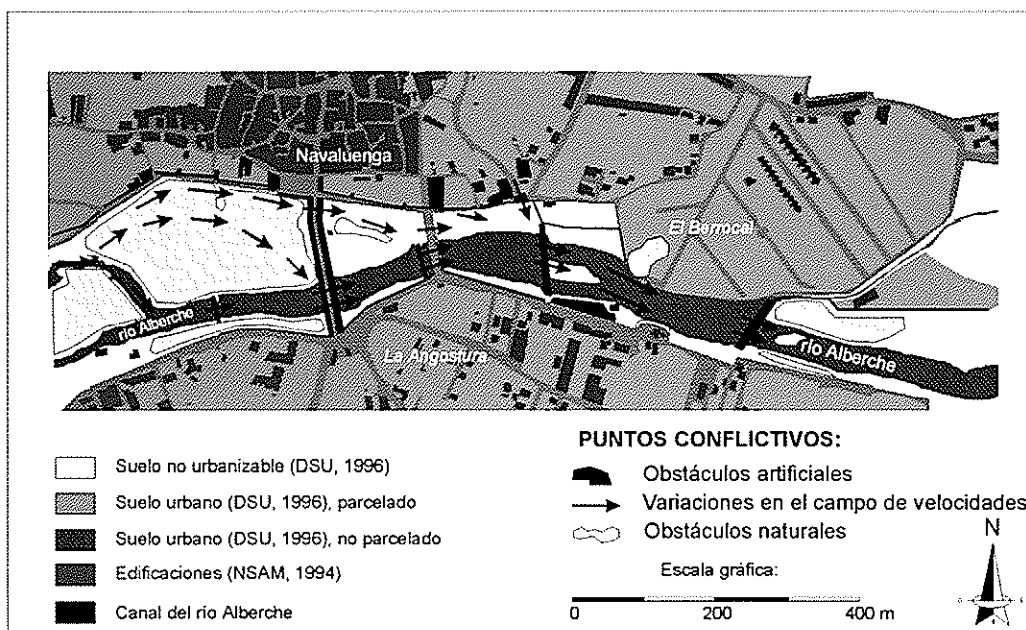 Navaluenga
El Barrocal
río Alberche
La Angostura
río Alberche
Suelo no urbanizable (DSU, 1996)
Suelo urbano (DSU, 1996), parcelado
Suelo urbano (DSU, 1996), no parcelado
Edificaciones (NSAM, 1994)
Canal del río Alberche
PUNTOS CONFLICTIVOS:
Obstáculos artificiales
Variaciones en el campo de velocidades
Obstáculos naturales
Escala gráfica:
0 200 400 m
N